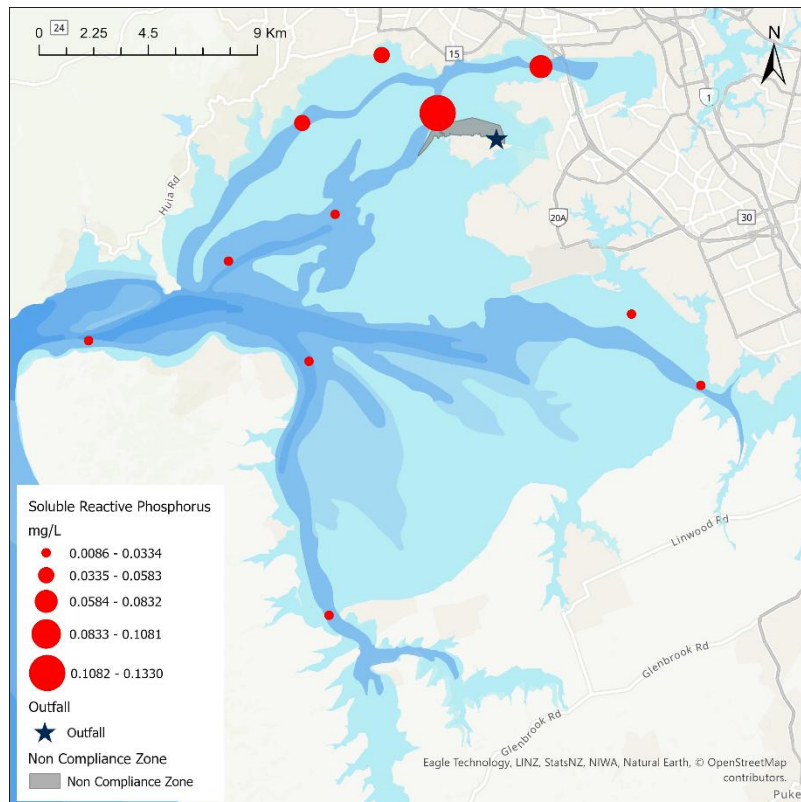 24
0 2.25 4.5 9 Km
15
N
1
Huia Rd
20A
30
Linwood Rd
Glenbrook Rd
Glenbrook Rd
Soluble Reactive Phosphorus
mg/L
0.0086 - 0.0334
0.0335 - 0.0583
0.0584 - 0.0832
0.0833 - 0.1081
0.1082 - 0.1330
Outfall
Outfall
Non Compliance Zone
Non Compliance Zone
Eagle Technology, LINZ, StatsNZ, NIWA, Natural Earth, © OpenStreetMap
contributors.
Puke